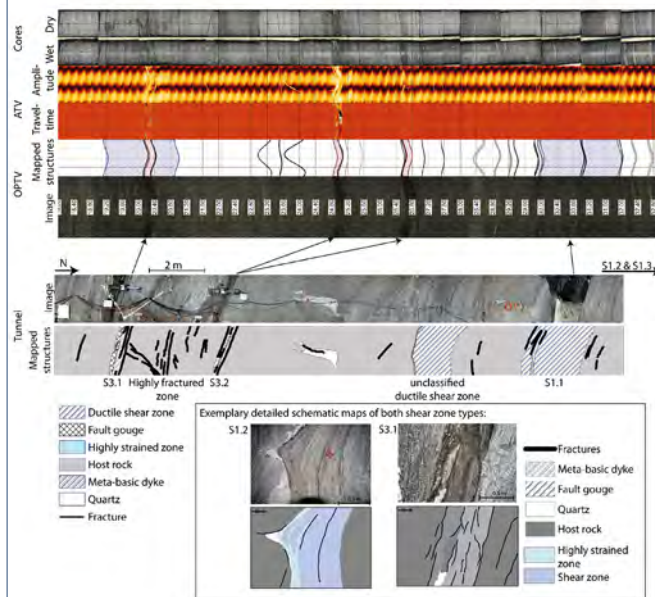 Cores
Dry
Wet
ATV
Ampli-
tude
Travel-
time
OPTV
Mapped
structures
Image
N
2 m
S1.2 & S1.3
Tunnel
Image
Mapped
structures
S3.1
Highly fractured
zone
S3.2
unclassified
ductile shear zone
S1.1
Ductile shear zone
Fault gouge
Highly strained zone
Host rock
Meta-basic dyke
Quartz
Fracture
Exemplary detailed schematic maps of both shear zone types:
S1.2
S3.1
Fractures
Meta-basic dyke
Fault gouge
Quartz
Host rock
Highly strained
zone
Shear zone